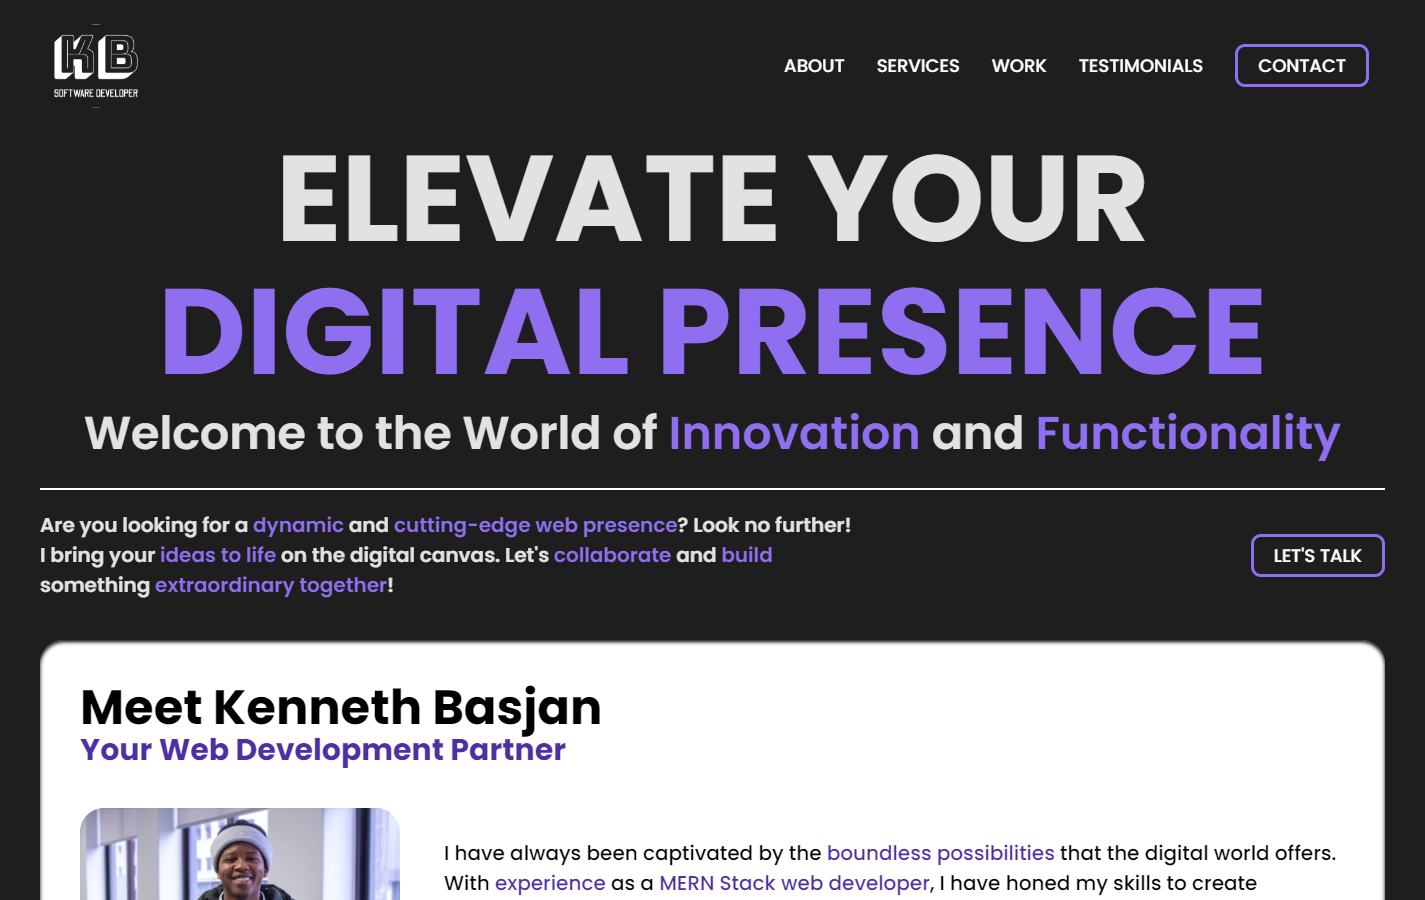 KB
SOFTWARE DEVELOPER
ABOUT SERVICES WORK TESTIMONIALS CONTACT
ELEVATE YOUR
DIGITAL PRESENCE
Welcome to the World of Innovation and Functionality
Are you looking for a dynamic and cutting-edge web presence? Look no further!
I bring your ideas to life on the digital canvas. Let's collaborate and build
something extraordinary together!
LET'S TALK
Meet Kenneth Basjan
Your Web Development Partner
I have always been captivated by the boundless possibilities that the digital world offers.
With experience as a MERN Stack web developer, I have honed my skills to create